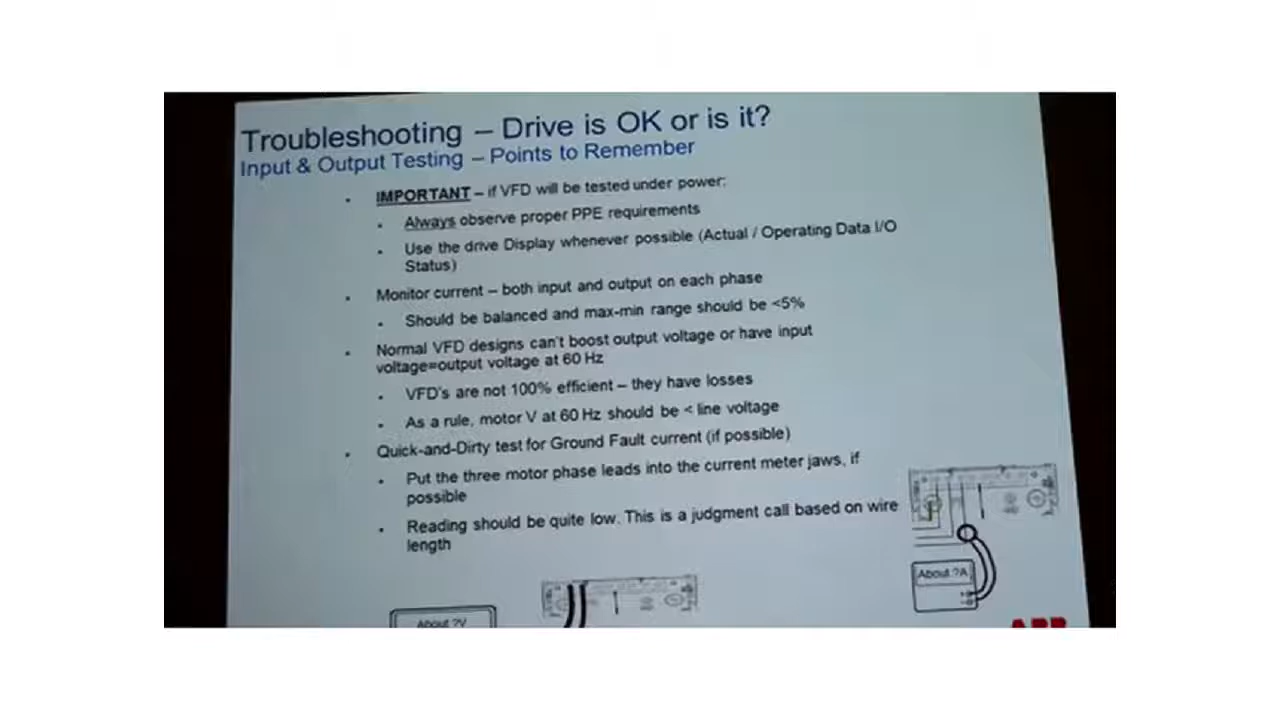 Troubleshooting – Drive is OK or is it?
Input & Output Testing – Points to Remember
• IMPORTANT – if VFD will be tested under power:
• Always observe proper PPE requirements
• Use the drive Display whenever possible (Actual / Operating Data I/O
Status)
• Monitor current – both input and output on each phase
• Should be balanced and max-min range should be <5%
• Normal VFD designs can't boost output voltage or have input
voltage=output voltage at 60 Hz
• VFD's are not 100% efficient – they have losses
• As a rule, motor V at 60 Hz should be < line voltage
• Quick-and-Dirty test for Ground Fault current (if possible)
• Put the three motor phase leads into the current meter jaws, if
possible
• Reading should be quite low. This is a judgment call based on wire
length
About ?A
About ?V
ABB